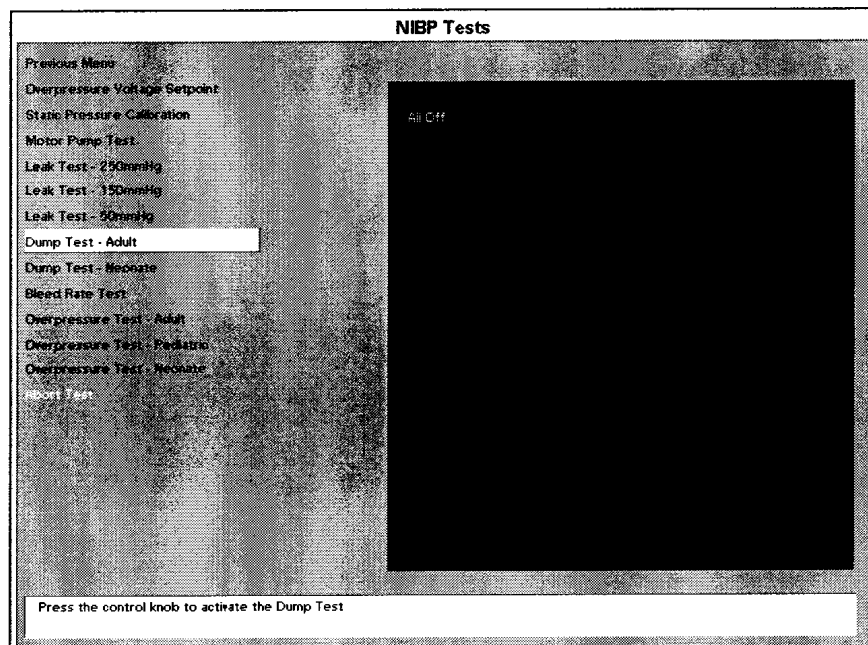 NIBP Tests
Previous Menu
Overpressure Voltage Setpoint
Static Pressure Calibration
Motor Pump Test
Leak Test - 250mmHg
Leak Test - 150mmHg
Leak Test - 50mmHg
Dump Test - Adult
Dump Test - Neonate
Bleed Rate Test
Overpressure Test - Adult
Overpressure Test - Pediatric
Overpressure Test - Neonate
Abort Test
All Off
Press the control knob to activate the Dump Test